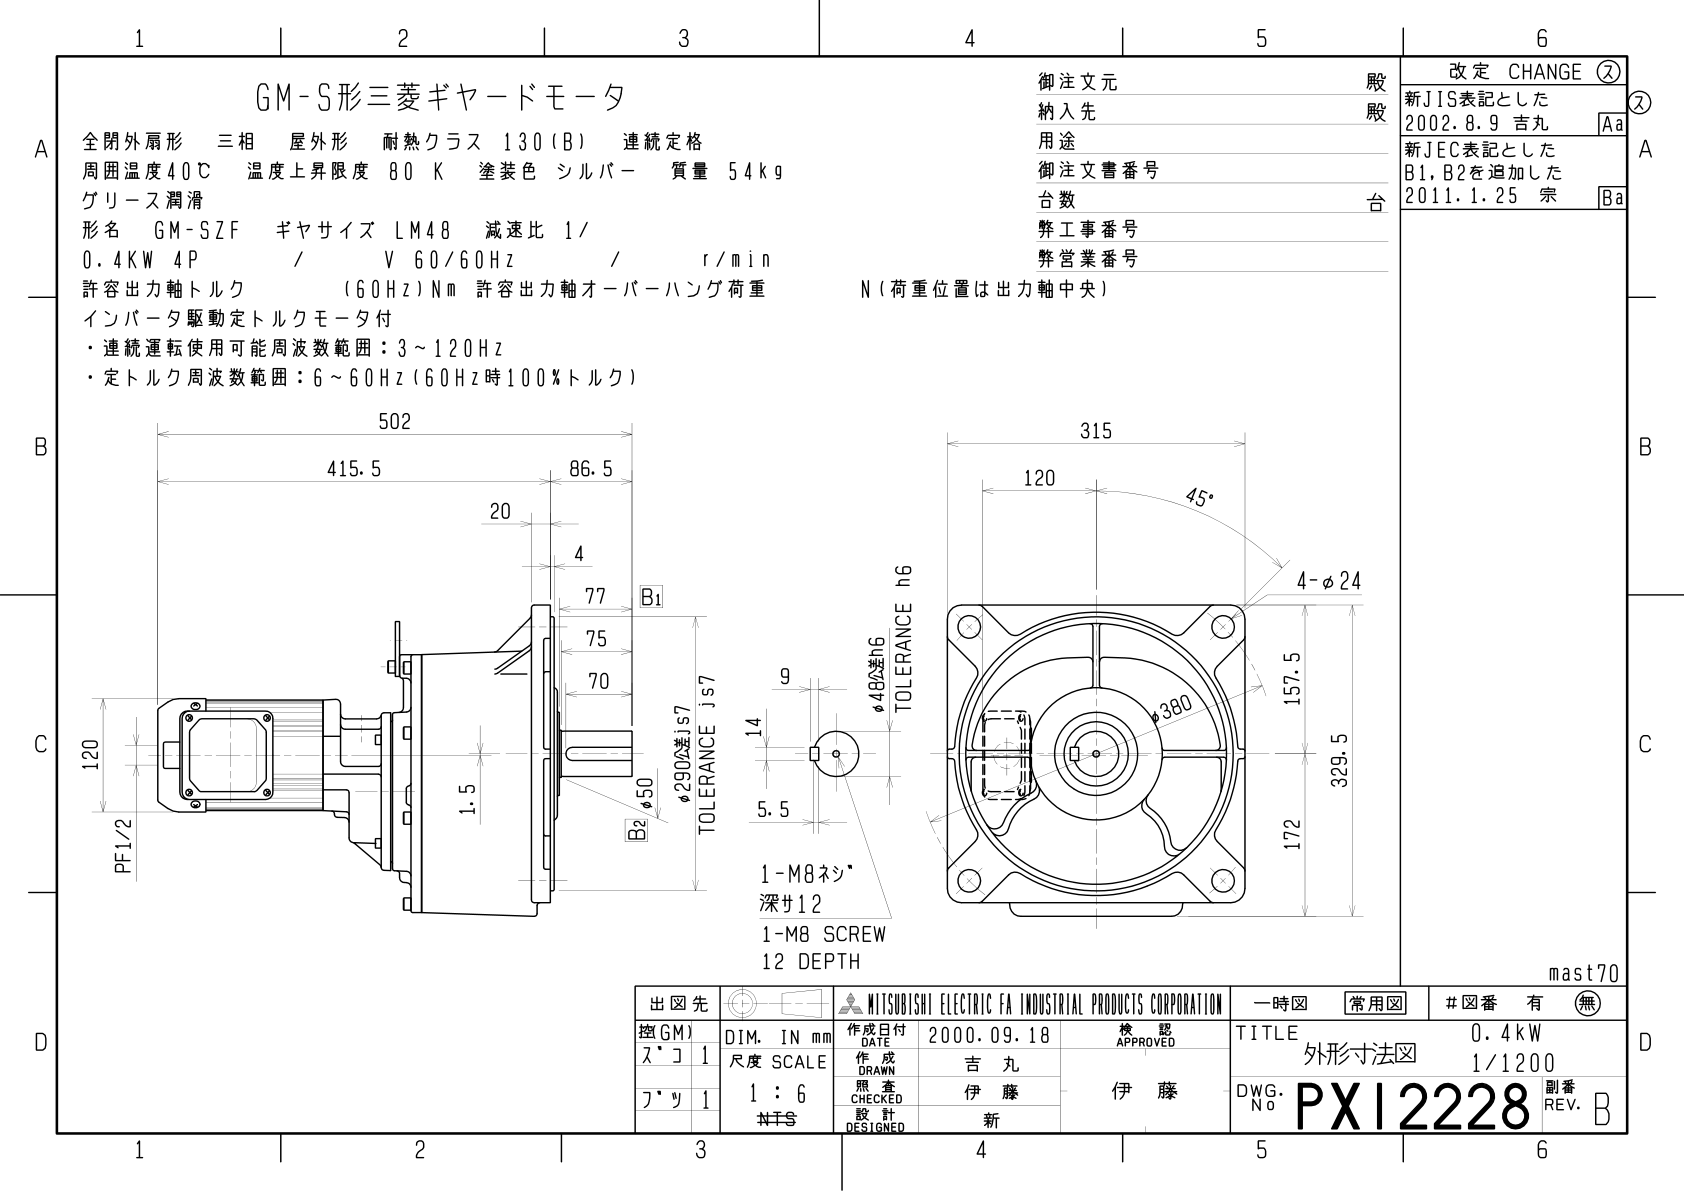 1 2 3 4 5 6
改定 CHANGE ス
新JIS表記とした
2002.8.9 吉丸 Aa
ス
新JEC表記とした
B1,B2を追加した
2011.1.25 宗 Ba
GM-S形三菱ギヤードモータ
全閉外扇形 三相 屋外形 耐熱クラス 130(B) 連続定格
周囲温度40℃ 温度上昇限度 80 K 塗装色 シルバー 質量 54kg
グリース潤滑
形名 GM-SZF ギヤサイズ LM48 減速比 1/
0.4KW 4P / V 60/60Hz / r/min
許容出力軸トルク (60Hz)Nm 許容出力軸オーバーハング荷重 N(荷重位置は出力軸中央)
インバータ駆動定トルクモータ付
・連続運転使用可能周波数範囲：3~120Hz
・定トルク周波数範囲：6~60Hz(60Hz時100%トルク)
御注文元 殿
納入先 殿
用途
御注文書番号
台数 台
弊工事番号
弊営業番号
A A
B B
C C
D D
502
415.5 86.5
20
4
77 B1
75
70
120
PF1/2
1.5
φ50
B2
φ290公差js7
TOLERANCE js7
9
14
5.5
φ48公差h6
TOLERANCE h6
1-M8ネジ
深サ12
1-M8 SCREW
12 DEPTH
315
120
45°
4-φ24
φ380
157.5
329.5
172
mast70
出図先
控(GM)
ズコ 1
ブツ 1
DIM. IN mm
尺度 SCALE
1 : 6
NTS
MITSUBISHI ELECTRIC FA INDUSTRIAL PRODUCTS CORPORATION
作成日付 DATE 2000.09.18
作成 DRAWN 吉丸
照査 CHECKED 伊藤
設計 DESIGNED 新
検認 APPROVED
伊藤
一時図 常用図 #図番 有 無
TITLE 0.4kW
外形寸法図 1/1200
DWG. No PX12228 副番 REV. B
1 2 3 4 5 6